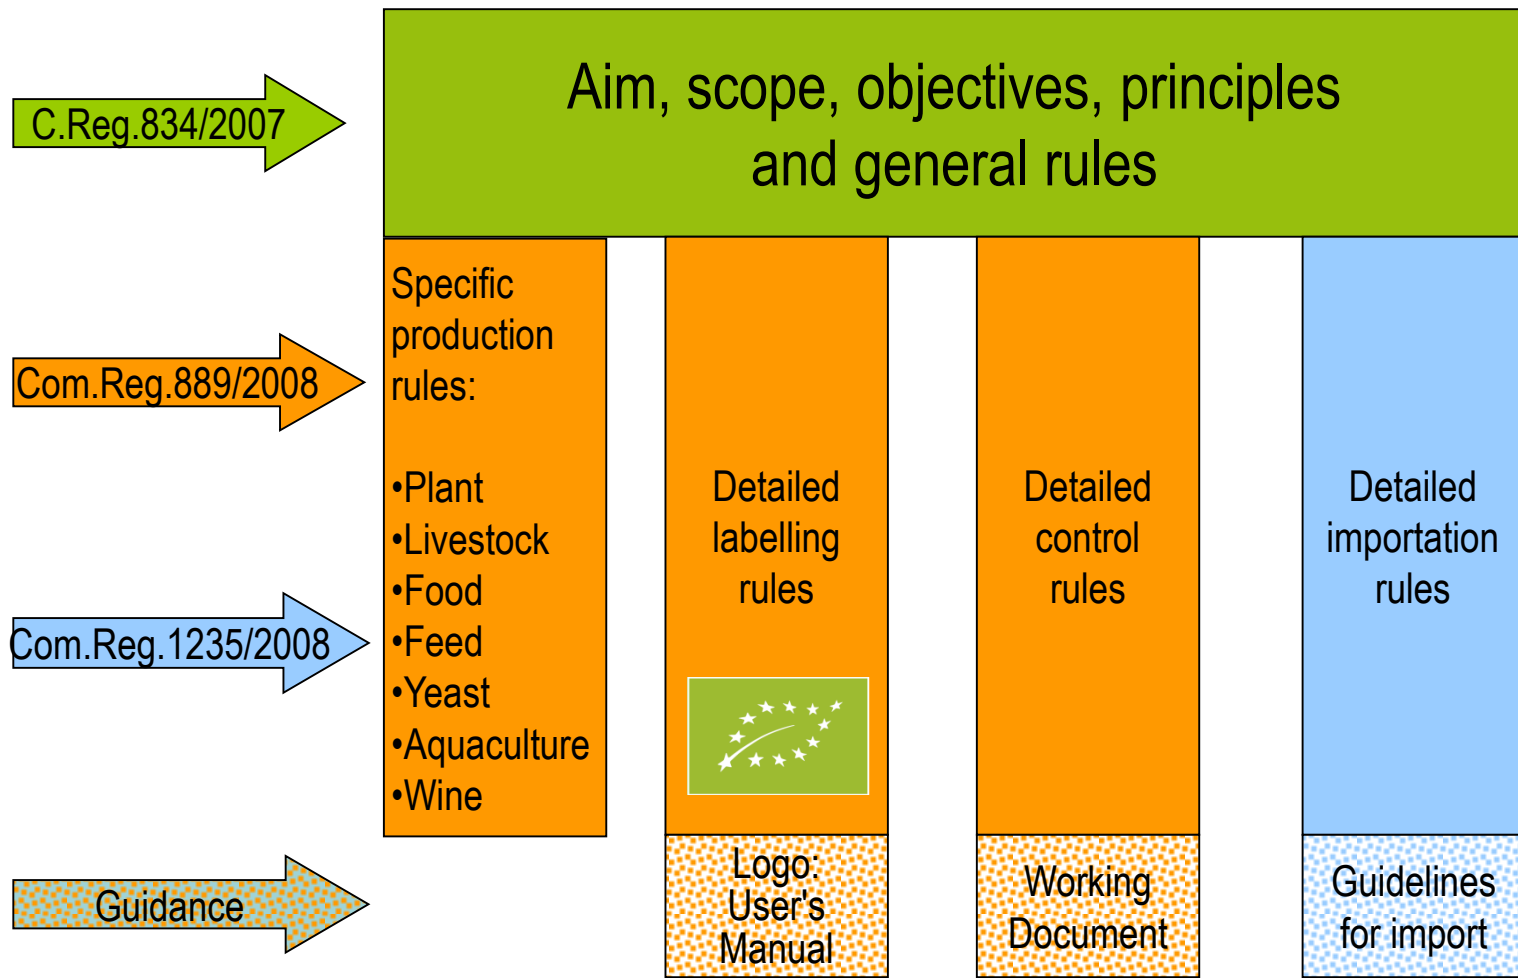 Aim, scope, objectives, principles
and general rules
C.Reg.834/2007
Com.Reg.889/2008
Com.Reg.1235/2008
Guidance
Specific
production
rules:
•Plant
•Livestock
•Food
•Feed
•Yeast
•Aquaculture
•Wine
Detailed
labelling
rules
Detailed
control
rules
Detailed
importation
rules
Logo:
User's
Manual
Working
Document
Guidelines
for import